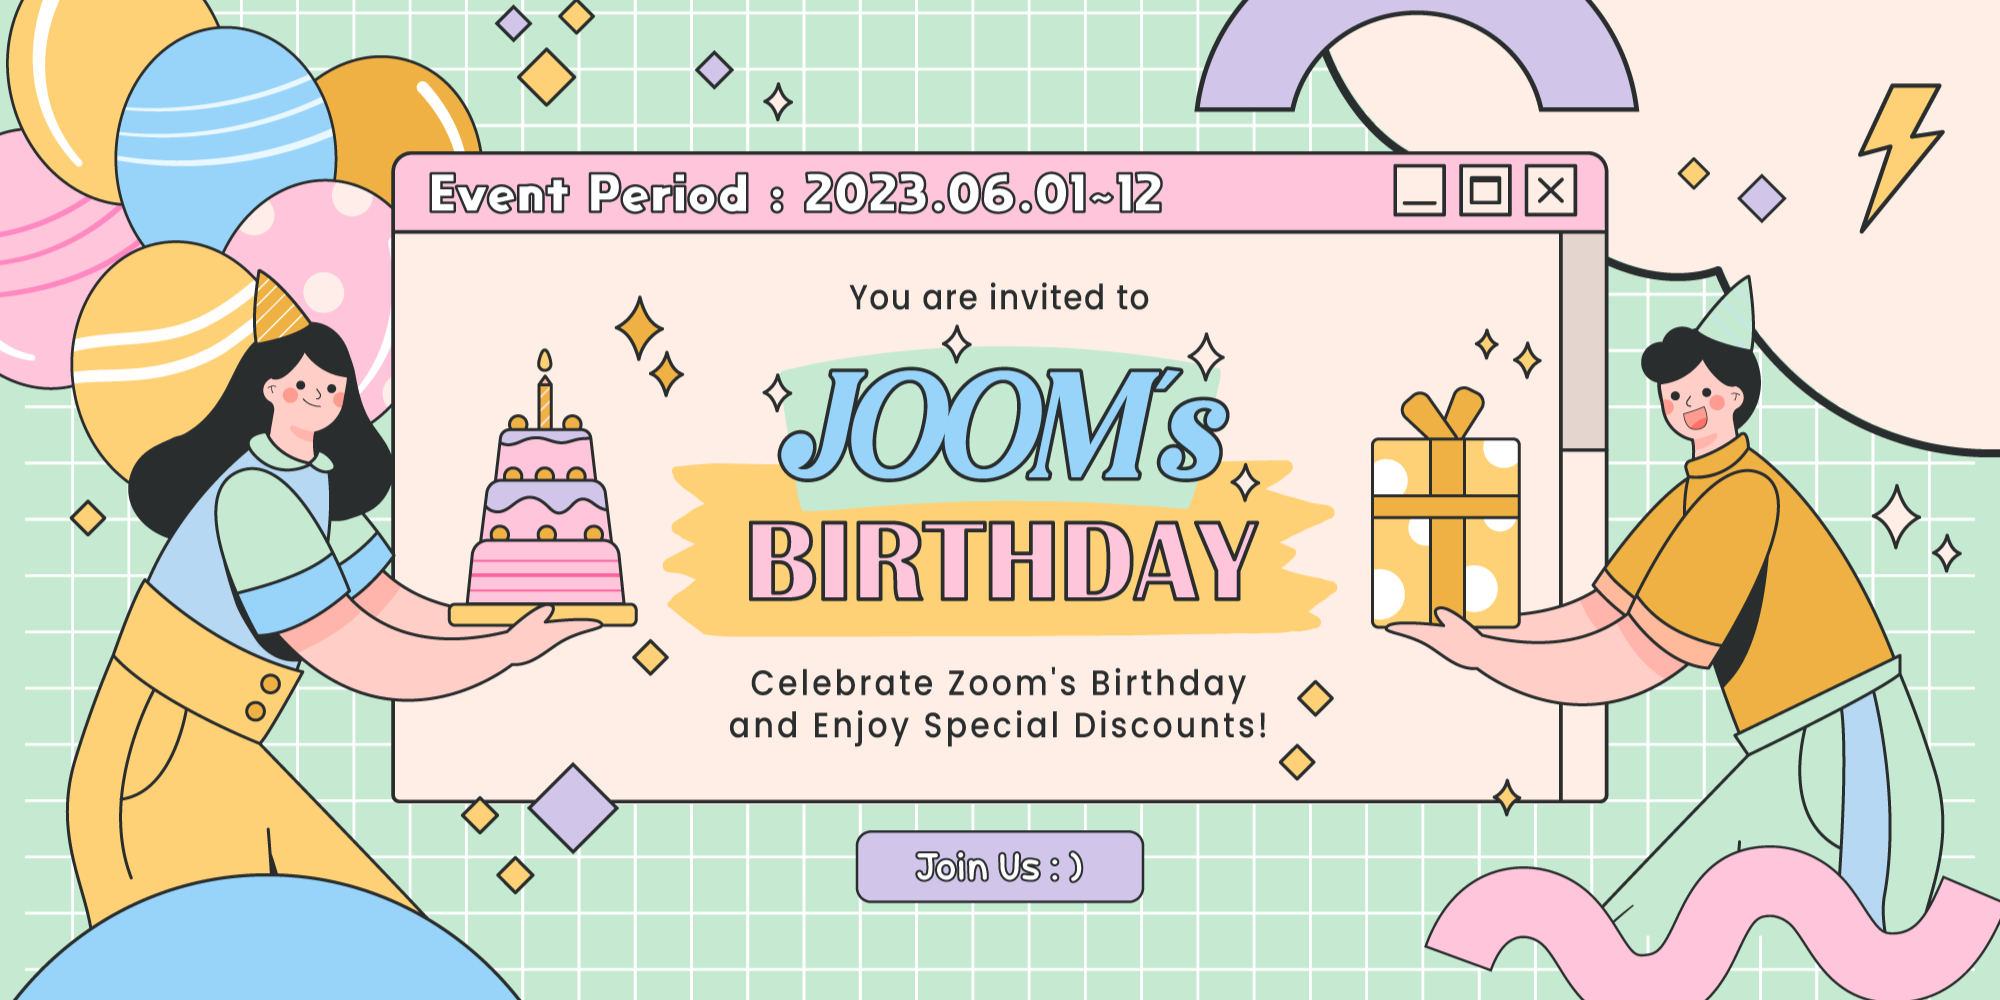 Event Period : 2023.06.01~12
You are invited to
JOOM's
BIRTHDAY
Celebrate Zoom's Birthday
and Enjoy Special Discounts!
Join Us : )